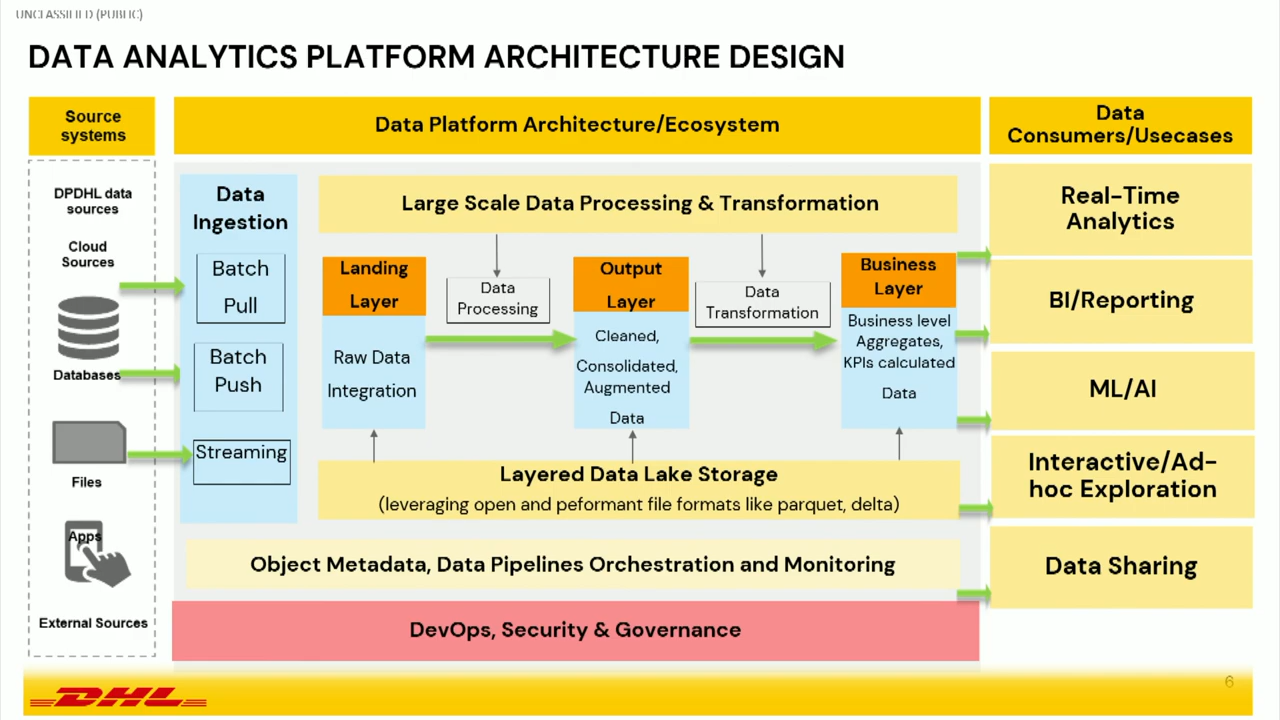 UNCLASSIFIED (PUBLIC)
DATA ANALYTICS PLATFORM ARCHITECTURE DESIGN
Source
systems
Data Platform Architecture/Ecosystem
Data
Consumers/Usecases
DPDHL data
sources
Cloud
Sources
Databases
Files
Apps
External Sources
Data
Ingestion
Batch
Pull
Batch
Push
Streaming
Large Scale Data Processing & Transformation
Landing
Layer
Raw Data
Integration
Data
Processing
Output
Layer
Cleaned,
Consolidated,
Augmented
Data
Data
Transformation
Business
Layer
Business level
Aggregates,
KPIs calculated
Data
Layered Data Lake Storage
(leveraging open and peformant file formats like parquet, delta)
Object Metadata, Data Pipelines Orchestration and Monitoring
DevOps, Security & Governance
Real-Time
Analytics
BI/Reporting
ML/AI
Interactive/Ad-
hoc Exploration
Data Sharing
DHL
6